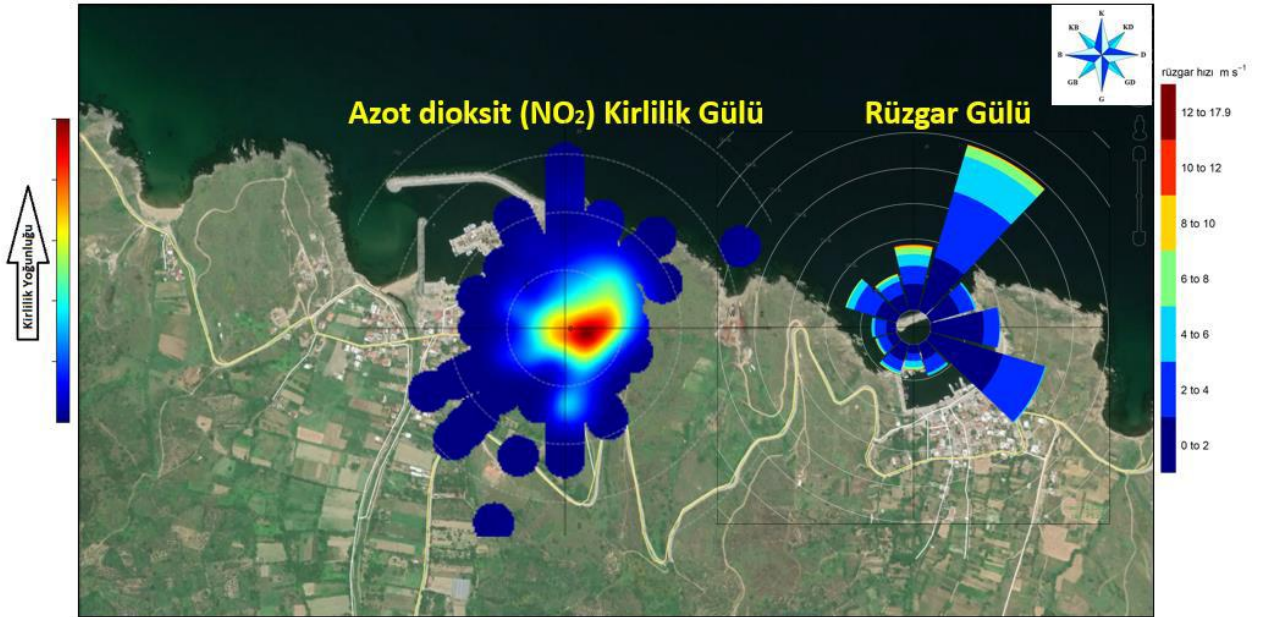 K
KB
KD
B
D
GB
GD
G
Azot dioksit (NO₂) Kirlilik Gülü
Rüzgar Gülü
rüzgar hızı m s⁻¹
12 to 17.9
10 to 12
8 to 10
6 to 8
4 to 6
2 to 4
0 to 2
Kirlilik Yoğunluğu